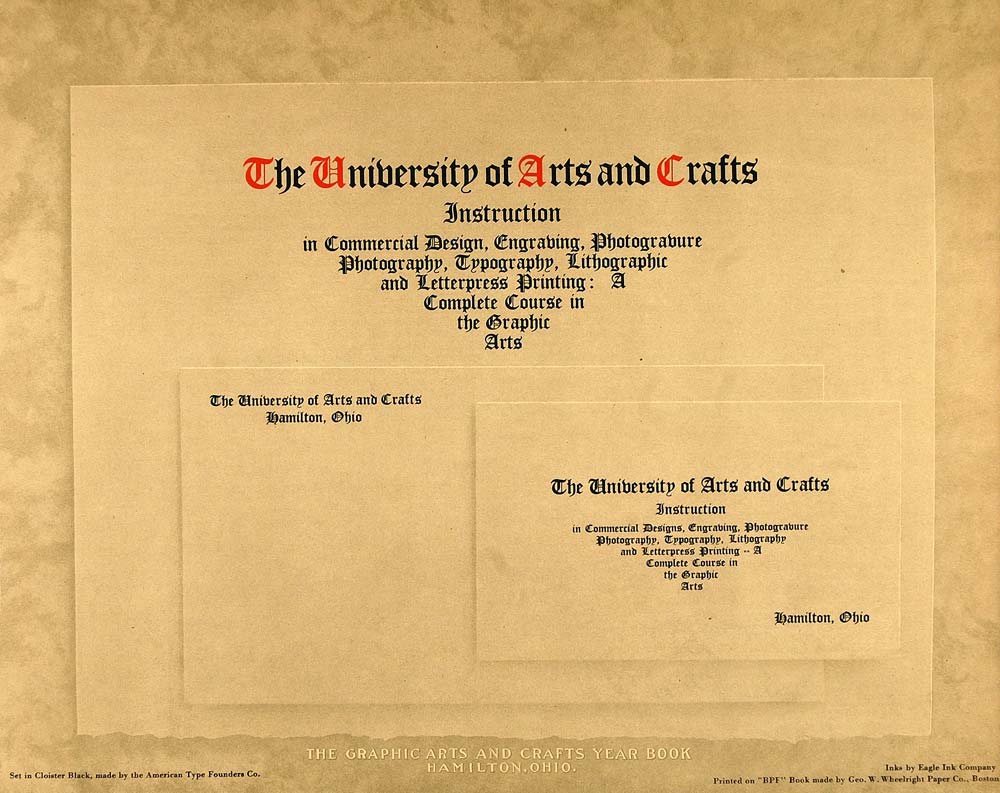 The University of Arts and Crafts
Instruction
in Commercial Design, Engraving, Photogravure
Photography, Typography, Lithographic
and Letterpress Printing: A
Complete Course in
the Graphic
Arts
The University of Arts and Crafts
Hamilton, Ohio
The University of Arts and Crafts
Instruction
in Commercial Designs, Engraving, Photogravure
Photography, Typography, Lithography
and Letterpress Printing -- A
Complete Course in
the Graphic
Arts
Hamilton, Ohio
THE GRAPHIC ARTS AND CRAFTS YEAR BOOK
HAMILTON, OHIO.
Set in Cloister Black, made by the American Type Founders Co.
Inks by Eagle Ink Company
Printed on "BPF" Book made by Geo. W. Wheelright Paper Co., Boston